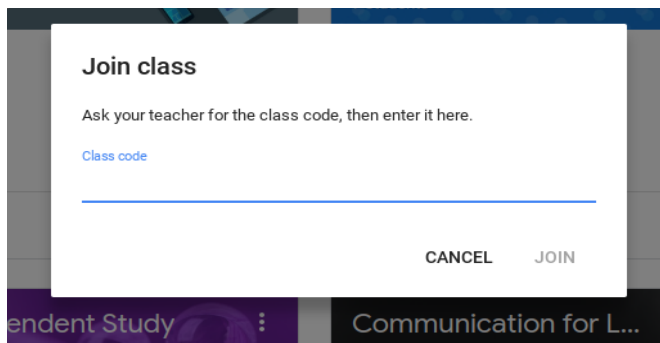 Join class
Ask your teacher for the class code, then enter it here.
Class code
CANCEL JOIN
Study
Communication for L...